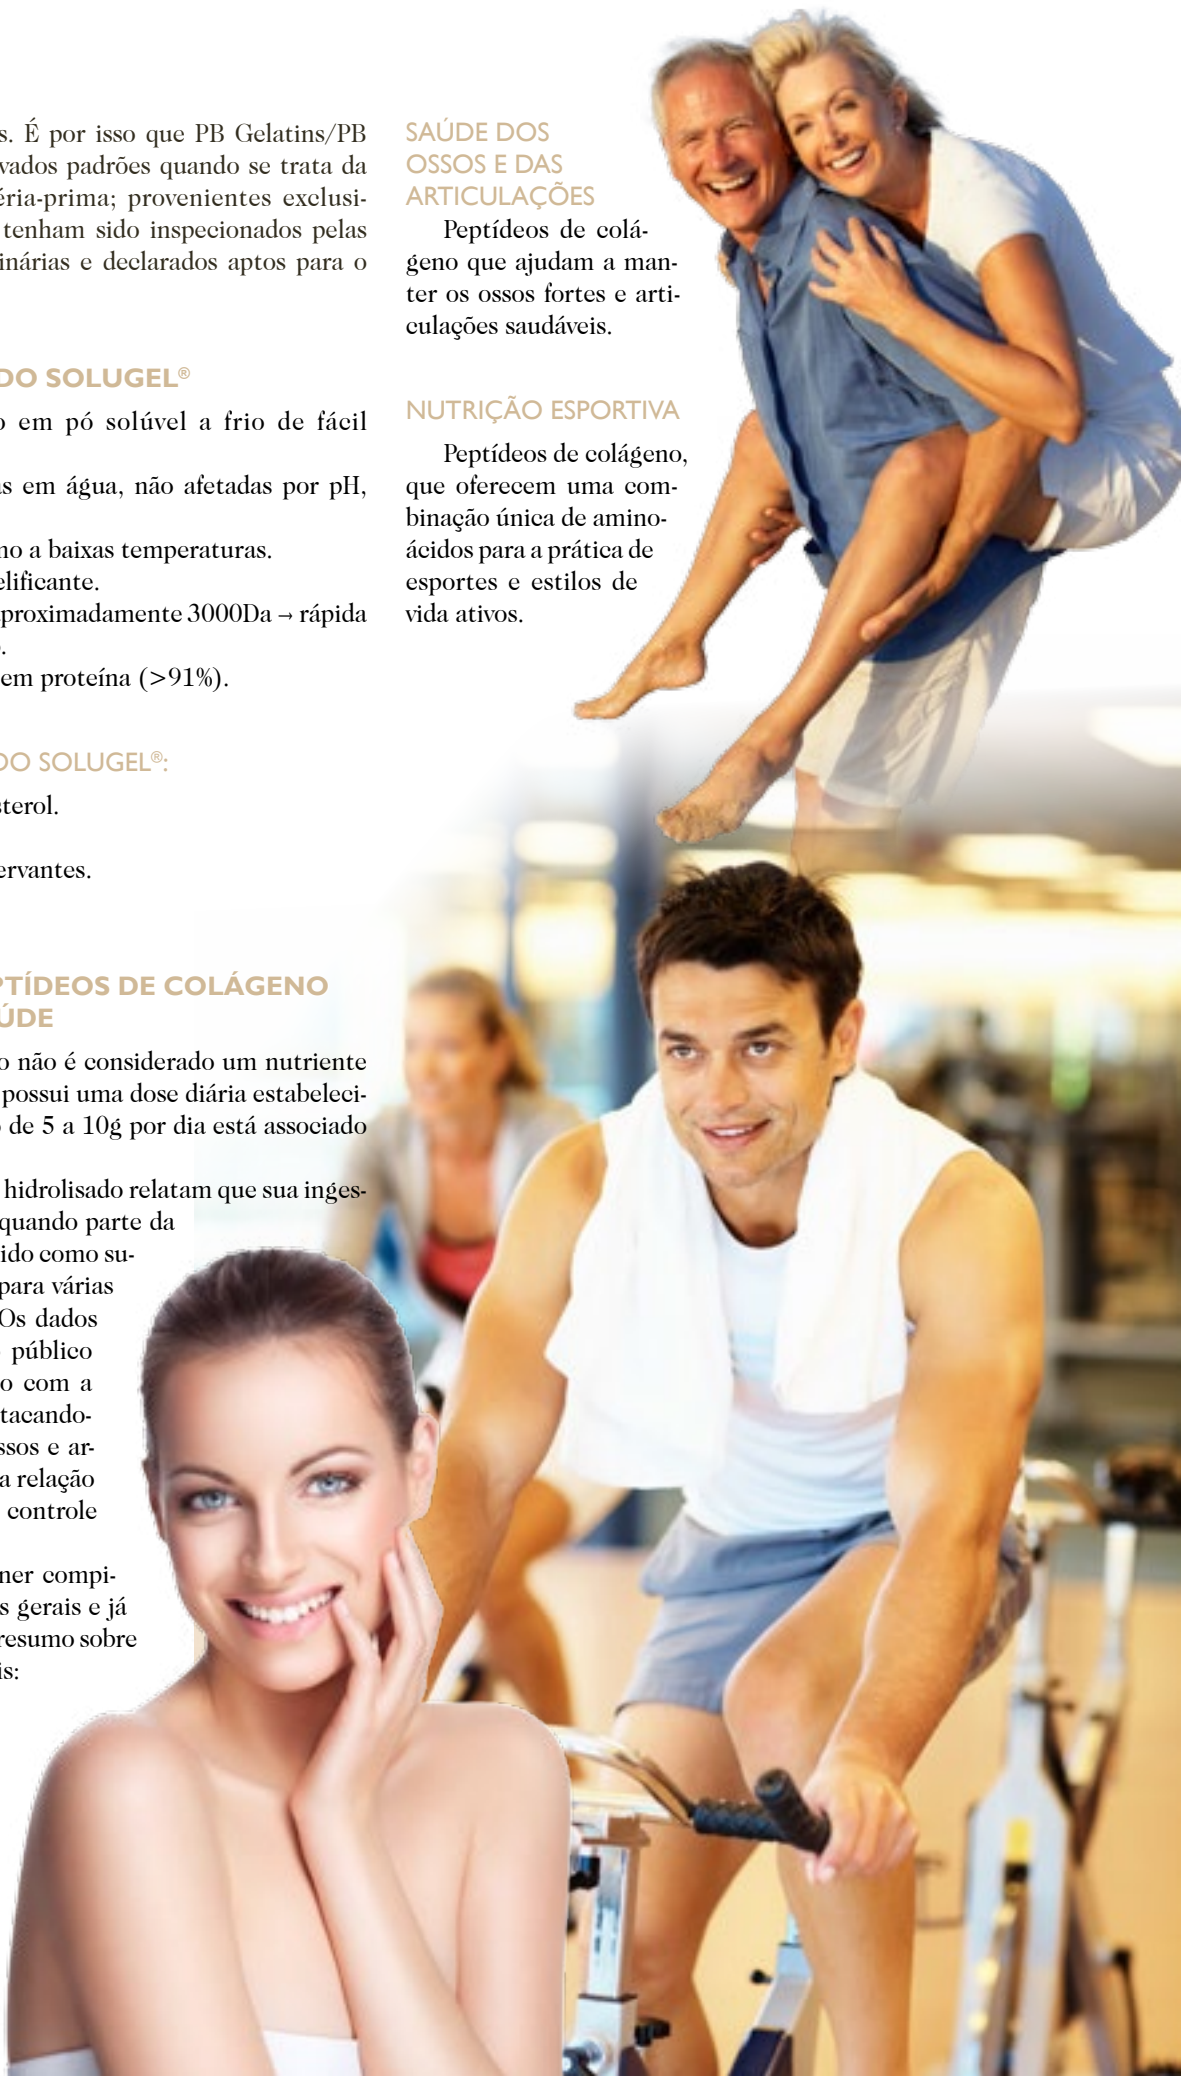 s. É por isso que PB Gelatins/PB
vados padrões quando se trata da
éria-prima; provenientes exclusi-
tenham sido inspecionados pelas
inárias e declarados aptos para o
DO SOLUGEL®
o em pó solúvel a frio de fácil
as em água, não afetadas por pH,
no a baixas temperaturas.
elificante.
proximadamente 3000Da → rápida
.
em proteína (>91%).
DO SOLUGEL®:
sterol.
ervantes.
PTÍDEOS DE COLÁGENO
ÚDE
o não é considerado um nutriente
possui uma dose diária estabeleci-
o de 5 a 10g por dia está associado
hidrolisado relatam que sua inges-
quando parte da
ido como su-
para várias
Os dados
público
o com a
tacando-
ssos e ar-
a relação
controle
ner compi-
s gerais e já
resumo sobre
is:
SAÚDE DOS
OSSOS E DAS
ARTICULAÇÕES
Peptídeos de colá-
geno que ajudam a man-
ter os ossos fortes e arti-
culações saudáveis.
NUTRIÇÃO ESPORTIVA
Peptídeos de colágeno,
que oferecem uma com-
binação única de amino-
ácidos para a prática de
esportes e estilos de
vida ativos.